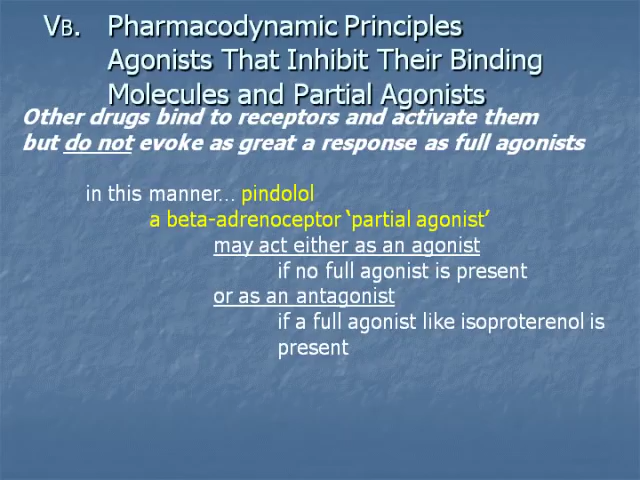 VB. Pharmacodynamic Principles
Agonists That Inhibit Their Binding
Molecules and Partial Agonists
Other drugs bind to receptors and activate them
but do not evoke as great a response as full agonists
in this manner... pindolol
a beta-adrenoceptor ‘partial agonist’
may act either as an agonist
if no full agonist is present
or as an antagonist
if a full agonist like isoproterenol is
present